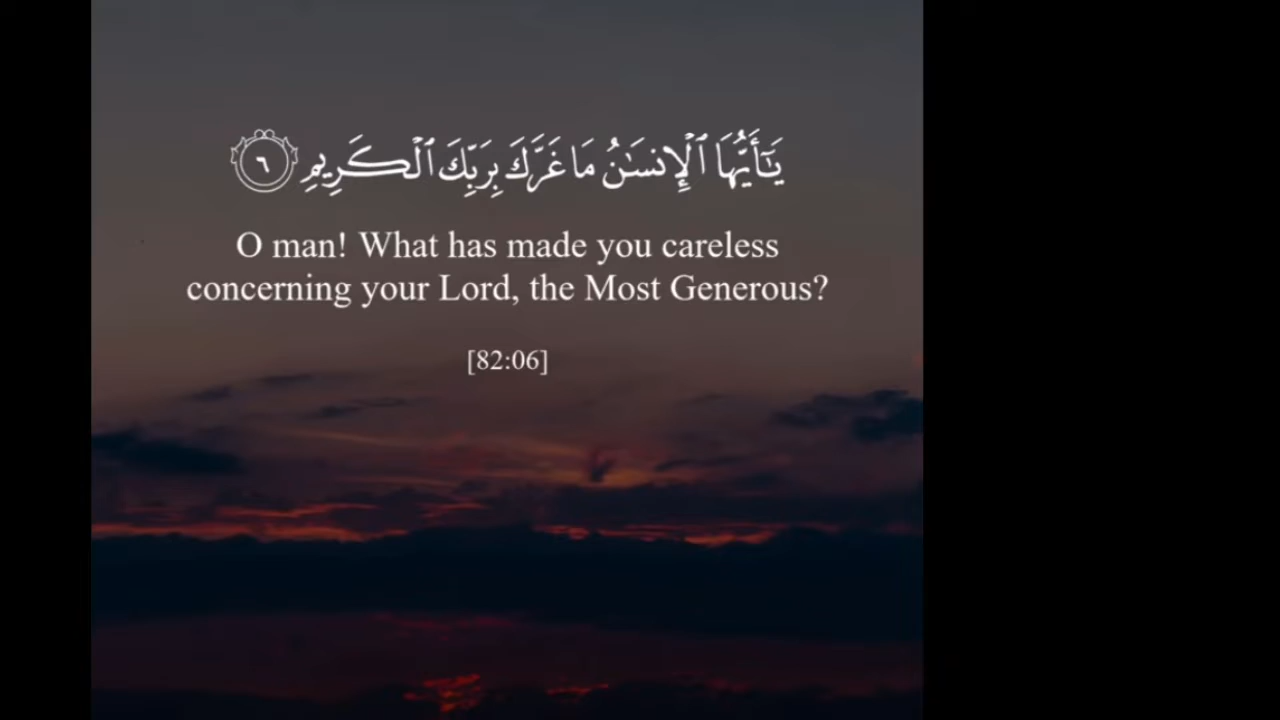 يَـٰٓأَيُّهَا ٱلْإِنسَـٰنُ مَا غَرَّكَ بِرَبِّكَ ٱلْكَرِيمِ ٦
O man! What has made you careless
concerning your Lord, the Most Generous?
[82:06]